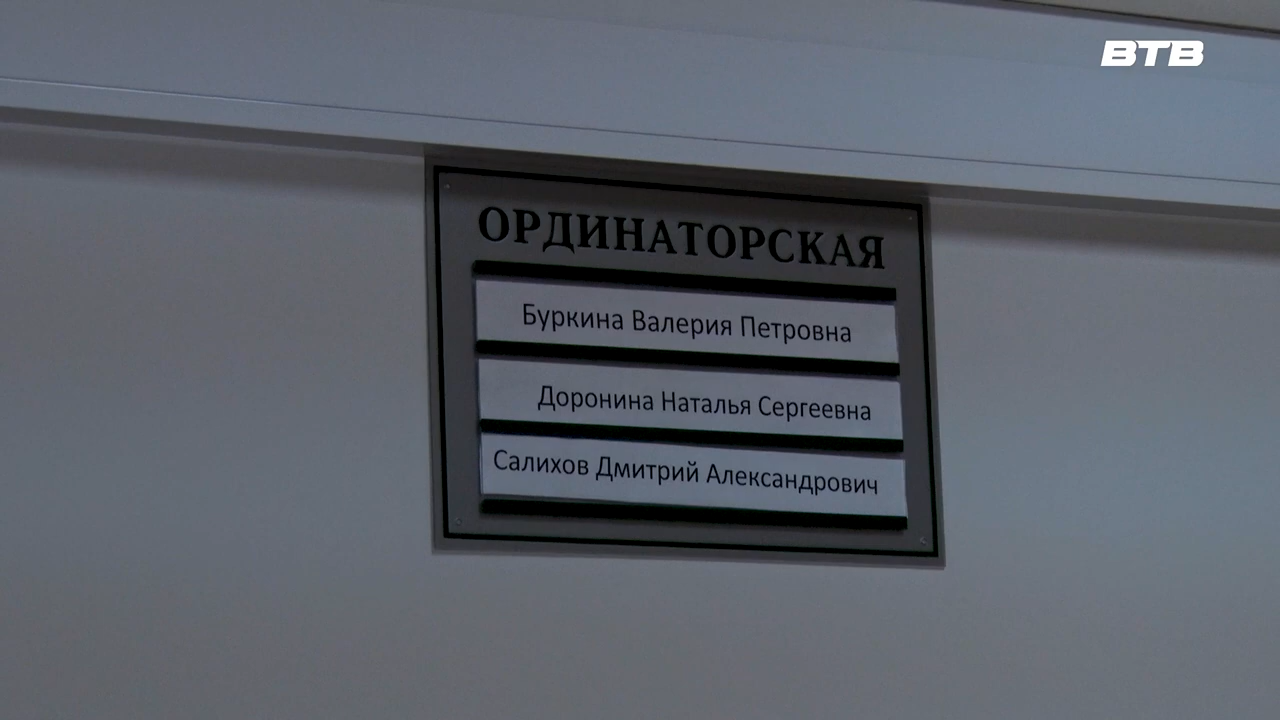 ВТВ
ОРДИНАТОРСКАЯ
Буркина Валерия Петровна
Доронина Наталья Сергеевна
Салихов Дмитрий Александрович